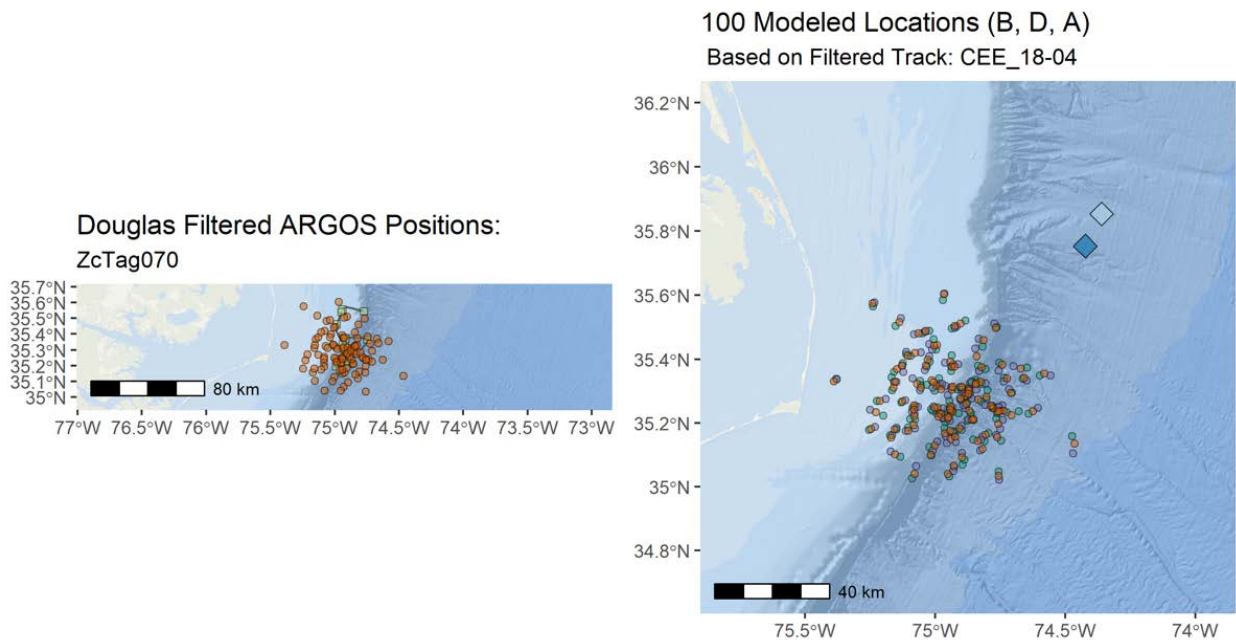 Douglas Filtered ARGOS Positions:
ZcTag070
35.7°N
35.6°N
35.5°N
35.4°N
35.3°N
35.2°N
35.1°N
35°N
80 km
77°W 76.5°W 76°W 75.5°W 75°W 74.5°W 74°W 73.5°W 73°W
100 Modeled Locations (B, D, A)
Based on Filtered Track: CEE_18-04
36.2°N
36°N
35.8°N
35.6°N
35.4°N
35.2°N
35°N
34.8°N
40 km
75.5°W 75°W 74.5°W 74°W